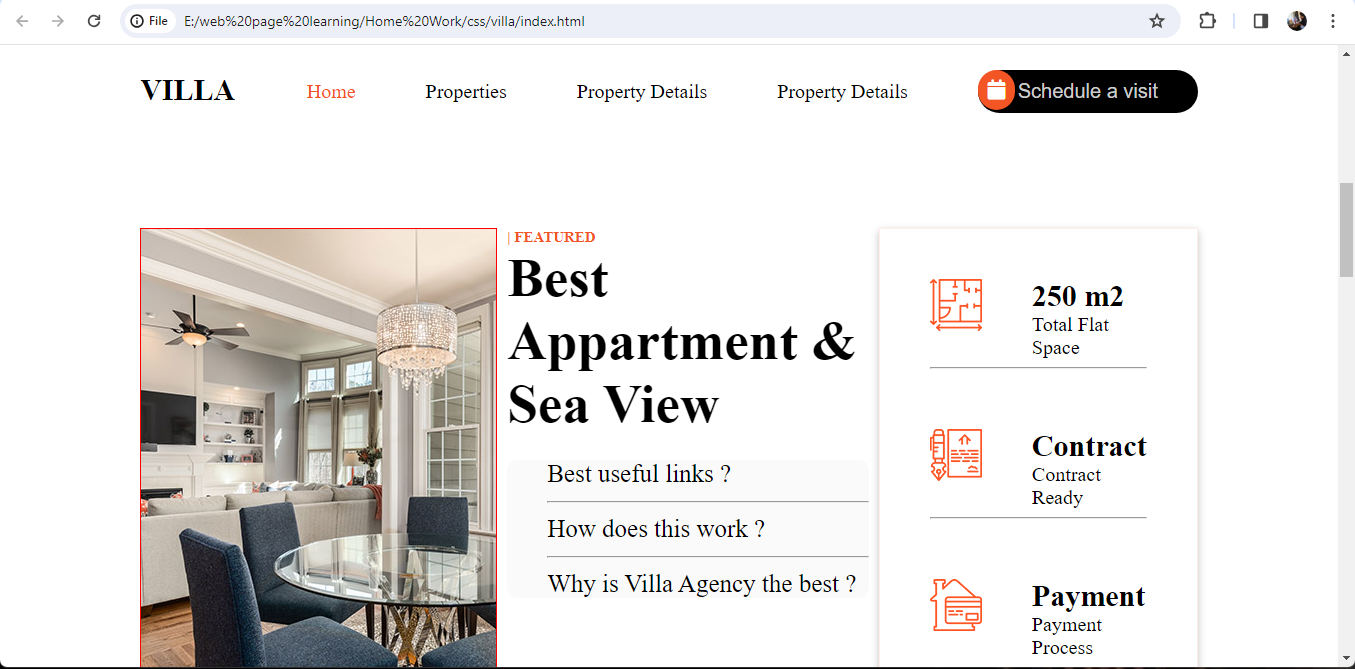 File
E:/web%20page%20learning/Home%20Work/css/villa/index.html
VILLA
Home
Properties
Property Details
Property Details
Schedule a visit
| FEATURED
Best
Appartment &
Sea View
Best useful links ?
How does this work ?
Why is Villa Agency the best ?
250 m2
Total Flat
Space
Contract
Contract
Ready
Payment
Payment
Process